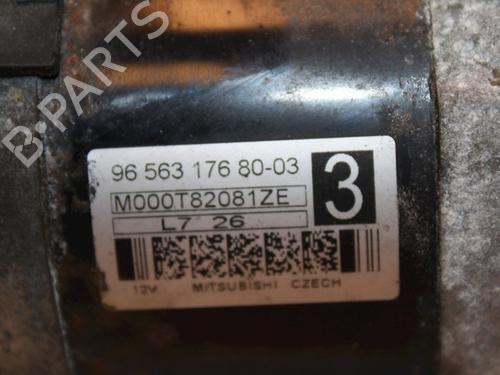 B-PARTS
96 563 176 80-03
3
M000T82081ZE
L7 26
12V MITSUBISHI CZECH